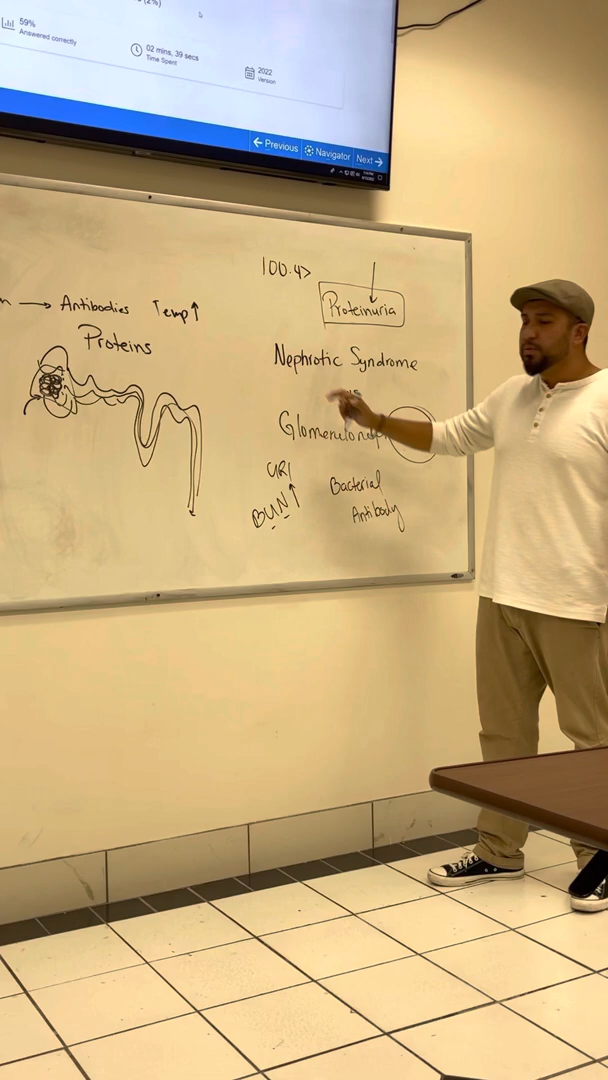 (2%)
59%
Answered correctly
02 mins, 39 secs
Time Spent
2022
Version
Previous
Navigator
Next
100.4>
Proteinuria
Antibodies Temp↑
Proteins
Nephrotic Syndrome
URI
BUN↑
Bacterial
Antibody